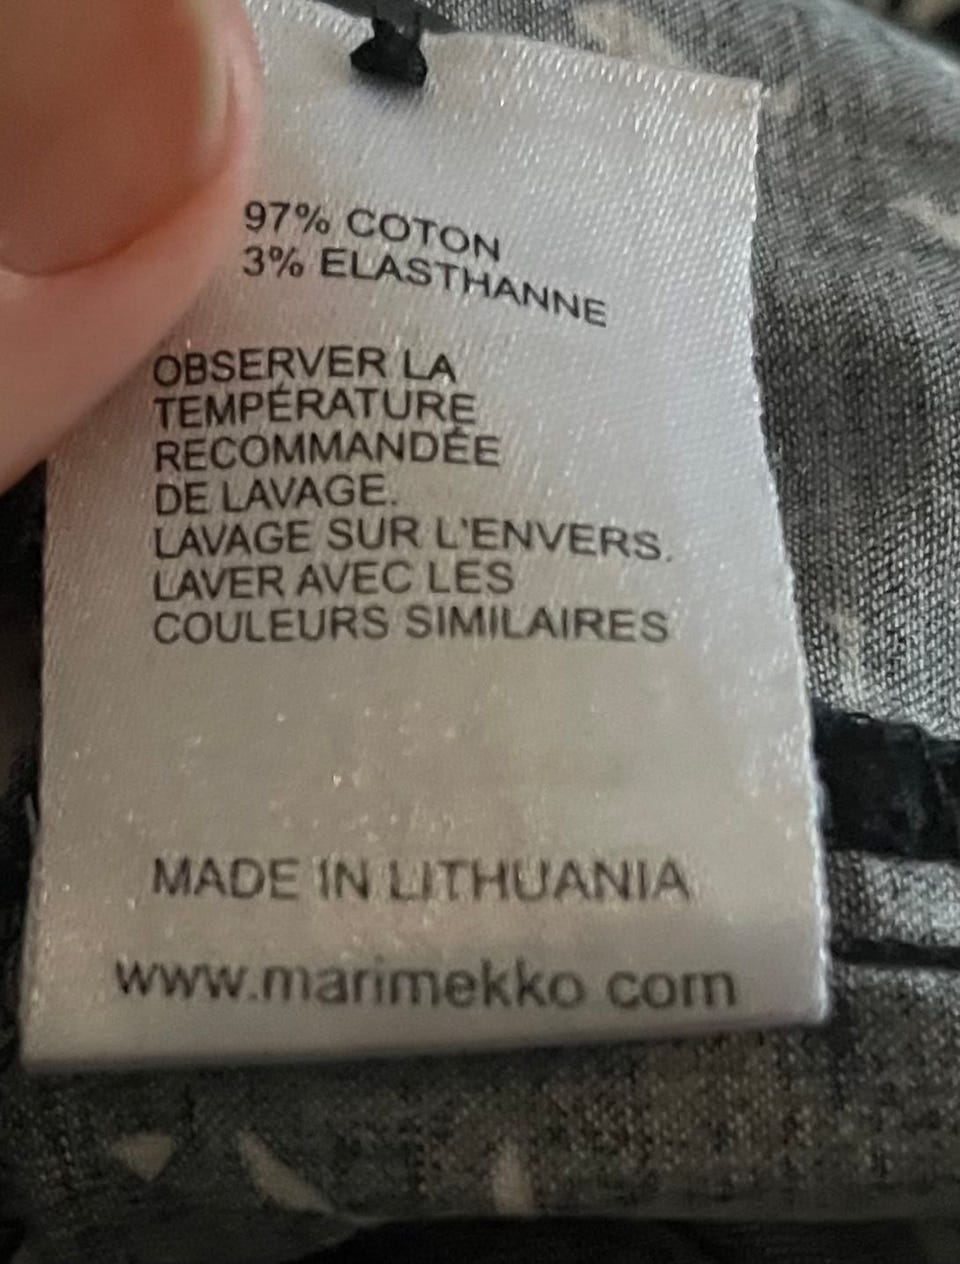 97% COTON
3% ELASTHANNE
OBSERVER LA
TEMPÉRATURE
RECOMMANDÉE
DE LAVAGE.
LAVAGE SUR L'ENVERS.
LAVER AVEC LES
COULEURS SIMILAIRES
MADE IN LITHUANIA
www.marimekko com